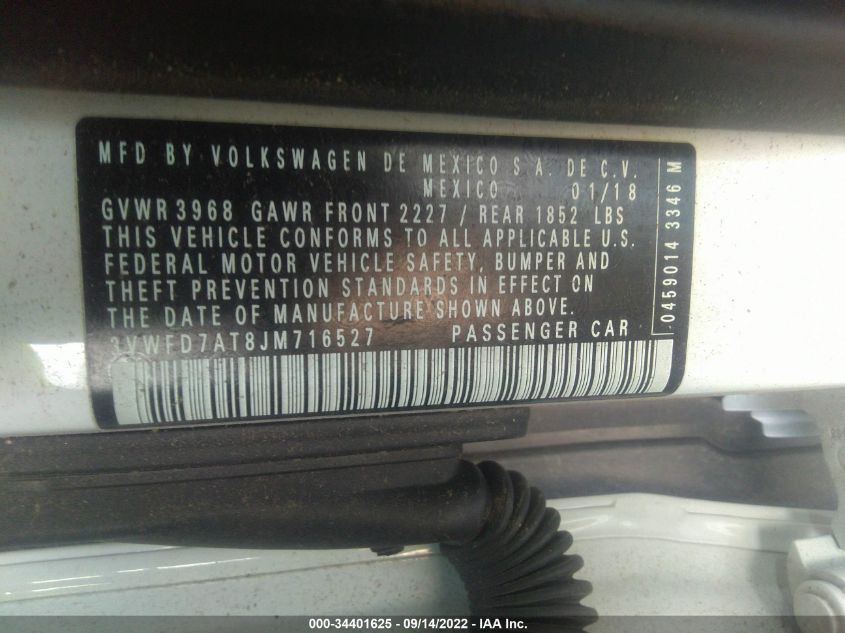 MFD BY VOLKSWAGEN DE MEXICO S.A. DE C.V.
MEXICO 01/18
GVWR 3968 GAWR FRONT 2227 / REAR 1852 LBS
THIS VEHICLE CONFORMS TO ALL APPLICABLE U.S.
FEDERAL MOTOR VEHICLE SAFETY, BUMPER AND
THEFT PREVENTION STANDARDS IN EFFECT ON
THE DATE OF MANUFACTURE SHOWN ABOVE.
3VWFD7AT8JM716527 PASSENGER CAR
0459014 3346 M
000-34401625 - 09/14/2022 - IAA Inc.